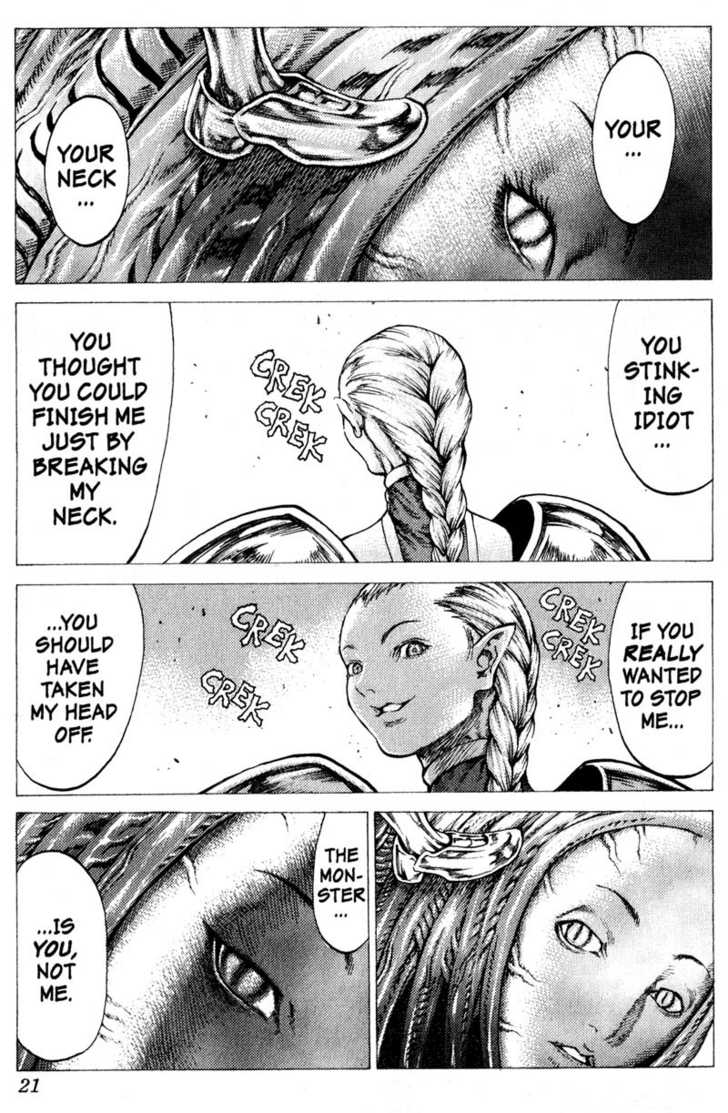 YOUR
...
YOUR
NECK
...
YOU
STINK-
ING
IDIOT
...
CREK
CREK
YOU
THOUGHT
YOU COULD
FINISH ME
JUST BY
BREAKING
MY
NECK.
IF YOU
REALLY
WANTED
TO STOP
ME...
CREK
CREK
CREK
CREK
...YOU
SHOULD
HAVE
TAKEN
MY HEAD
OFF.
THE
MON-
STER
...
...IS
YOU,
NOT
ME.
21